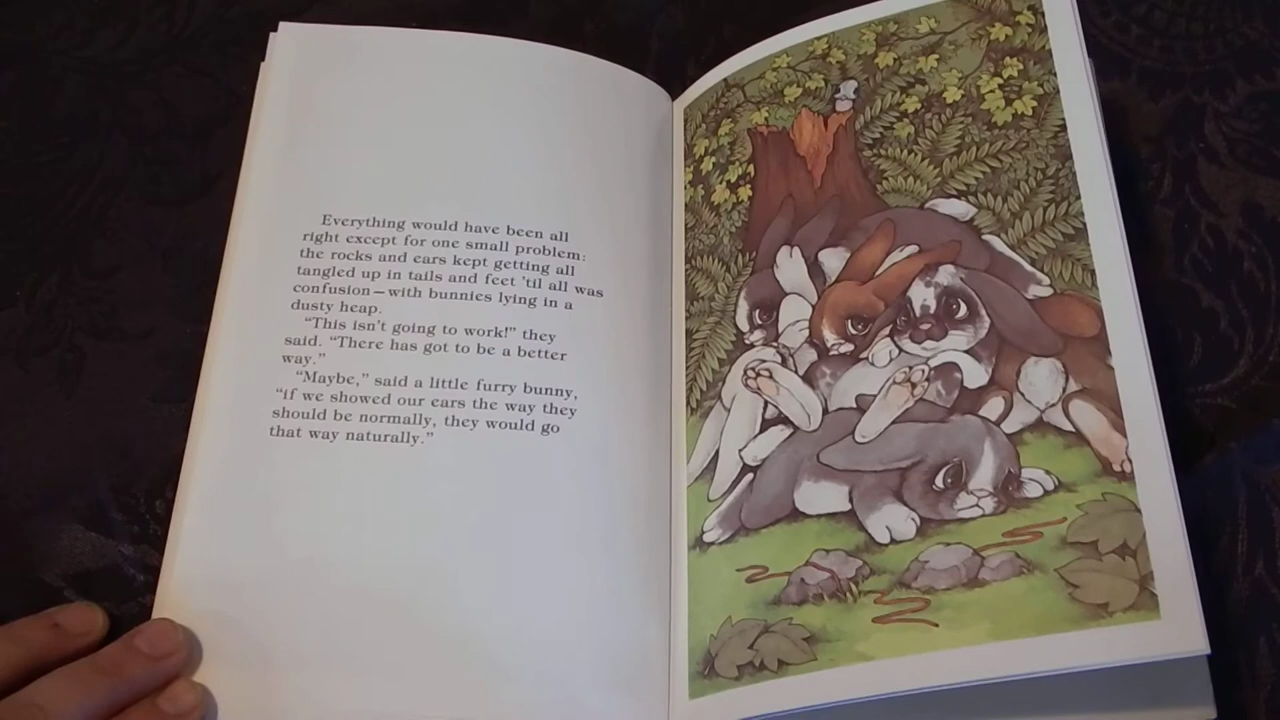 Everything would have been all
right except for one small problem:
the rocks and ears kept getting all
tangled up in tails and feet 'til all was
confusion—with bunnies lying in a
dusty heap.
"This isn't going to work!" they
said. "There has got to be a better
way."
"Maybe," said a little furry bunny,
"if we showed our ears the way they
should be normally, they would go
that way naturally."